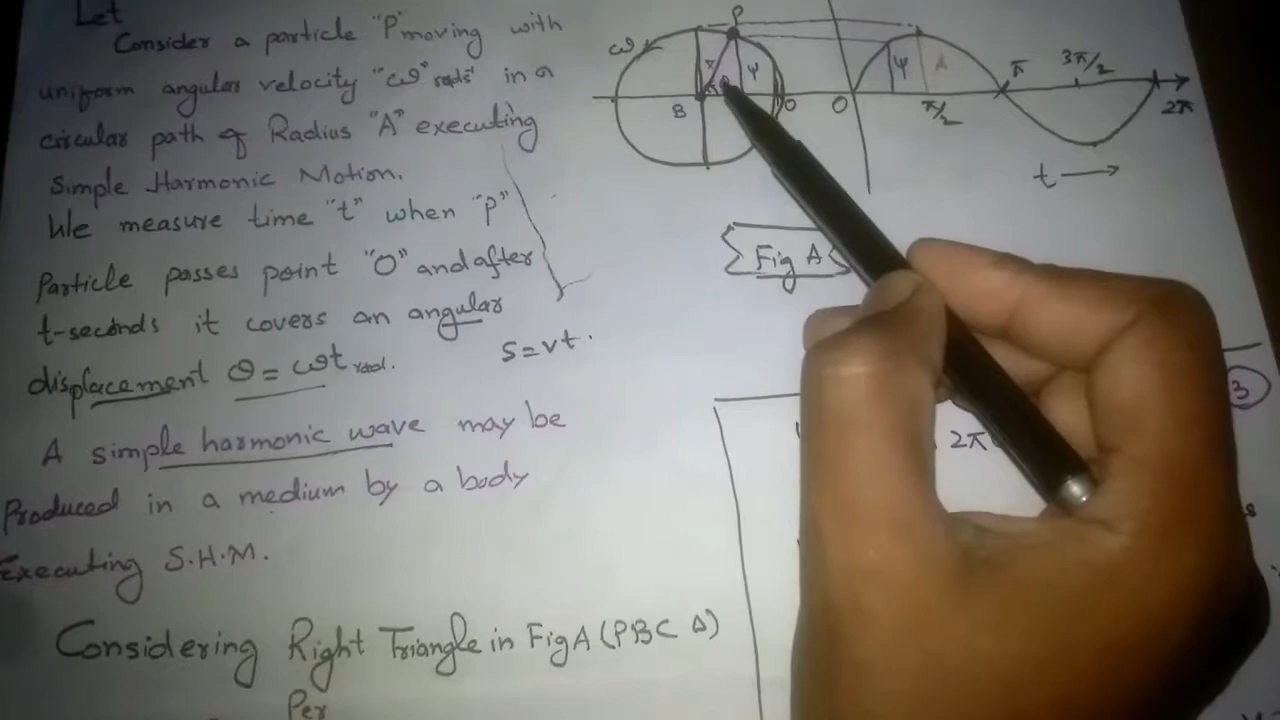 Let
Consider a particle "P" moving with
uniform angular velocity "ω" rads⁻¹ in a
circular path of Radius "A" executing
Simple Harmonic Motion.
We measure time "t" when "P"
Particle passes point "O" and after
t-seconds it covers an angular
displacement θ = ωt rad.
S = vt.
A simple harmonic wave may be
Produced in a medium by a body
Executing S.H.M.
Considering Right Triangle in Fig A (PBC Δ)
Per
P
ω
ψ
B
O
O
ψ
A
π/2
π
3π/2
2π
t
Fig A
3
2π